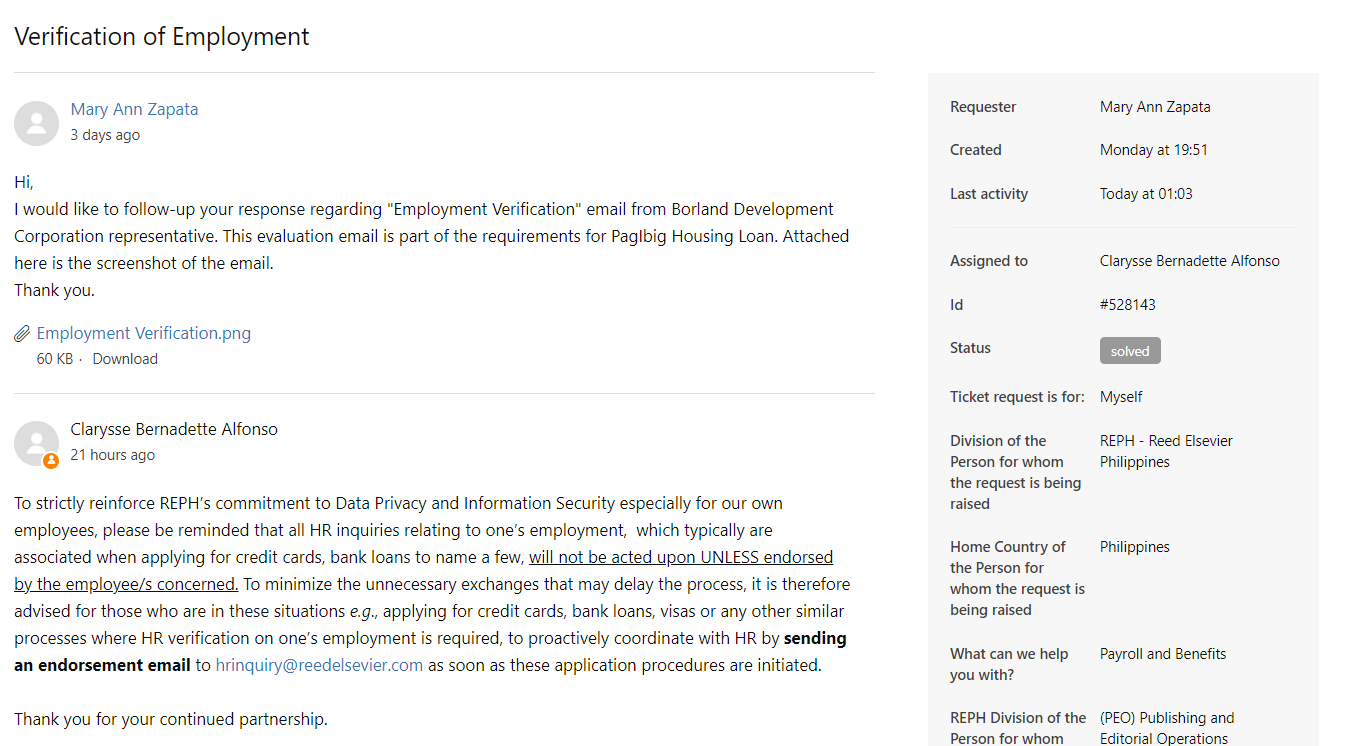 Verification of Employment
Mary Ann Zapata
3 days ago
Hi,
I would like to follow-up your response regarding "Employment Verification" email from Borland Development
Corporation representative. This evaluation email is part of the requirements for PagIbig Housing Loan. Attached
here is the screenshot of the email.
Thank you.
Employment Verification.png
60 KB · Download
Clarysse Bernadette Alfonso
21 hours ago
To strictly reinforce REPH’s commitment to Data Privacy and Information Security especially for our own
employees, please be reminded that all HR inquiries relating to one’s employment, which typically are
associated when applying for credit cards, bank loans to name a few, will not be acted upon UNLESS endorsed
by the employee/s concerned. To minimize the unnecessary exchanges that may delay the process, it is therefore
advised for those who are in these situations e.g., applying for credit cards, bank loans, visas or any other similar
processes where HR verification on one’s employment is required, to proactively coordinate with HR by sending
an endorsement email to hrinquiry@reedelsevier.com as soon as these application procedures are initiated.
Thank you for your continued partnership.
Requester Mary Ann Zapata
Created Monday at 19:51
Last activity Today at 01:03
Assigned to Clarysse Bernadette Alfonso
Id #528143
Status solved
Ticket request is for: Myself
Division of the REPH - Reed Elsevier
Person for whom Philippines
the request is being
raised
Home Country of Philippines
the Person for
whom the request is
being raised
What can we help Payroll and Benefits
you with?
REPH Division of the (PEO) Publishing and
Person for whom Editorial Operations